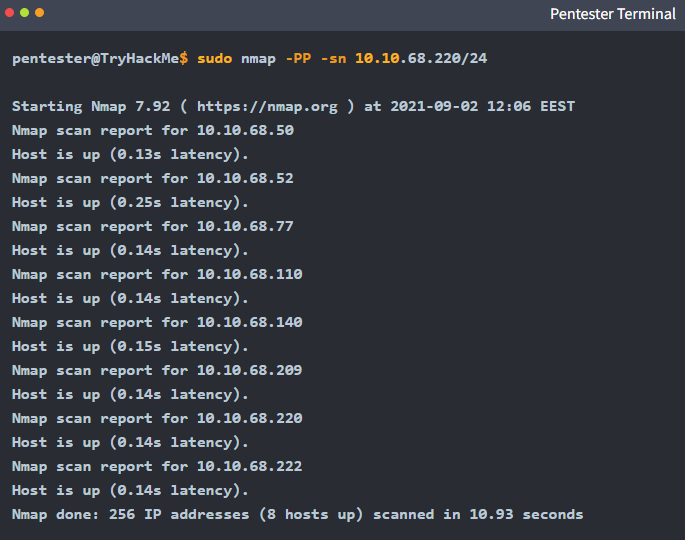 Pentester Terminal
pentester@TryHackMe$ sudo nmap -PP -sn 10.10.68.220/24
Starting Nmap 7.92 ( https://nmap.org ) at 2021-09-02 12:06 EEST
Nmap scan report for 10.10.68.50
Host is up (0.13s latency).
Nmap scan report for 10.10.68.52
Host is up (0.25s latency).
Nmap scan report for 10.10.68.77
Host is up (0.14s latency).
Nmap scan report for 10.10.68.110
Host is up (0.14s latency).
Nmap scan report for 10.10.68.140
Host is up (0.15s latency).
Nmap scan report for 10.10.68.209
Host is up (0.14s latency).
Nmap scan report for 10.10.68.220
Host is up (0.14s latency).
Nmap scan report for 10.10.68.222
Host is up (0.14s latency).
Nmap done: 256 IP addresses (8 hosts up) scanned in 10.93 seconds